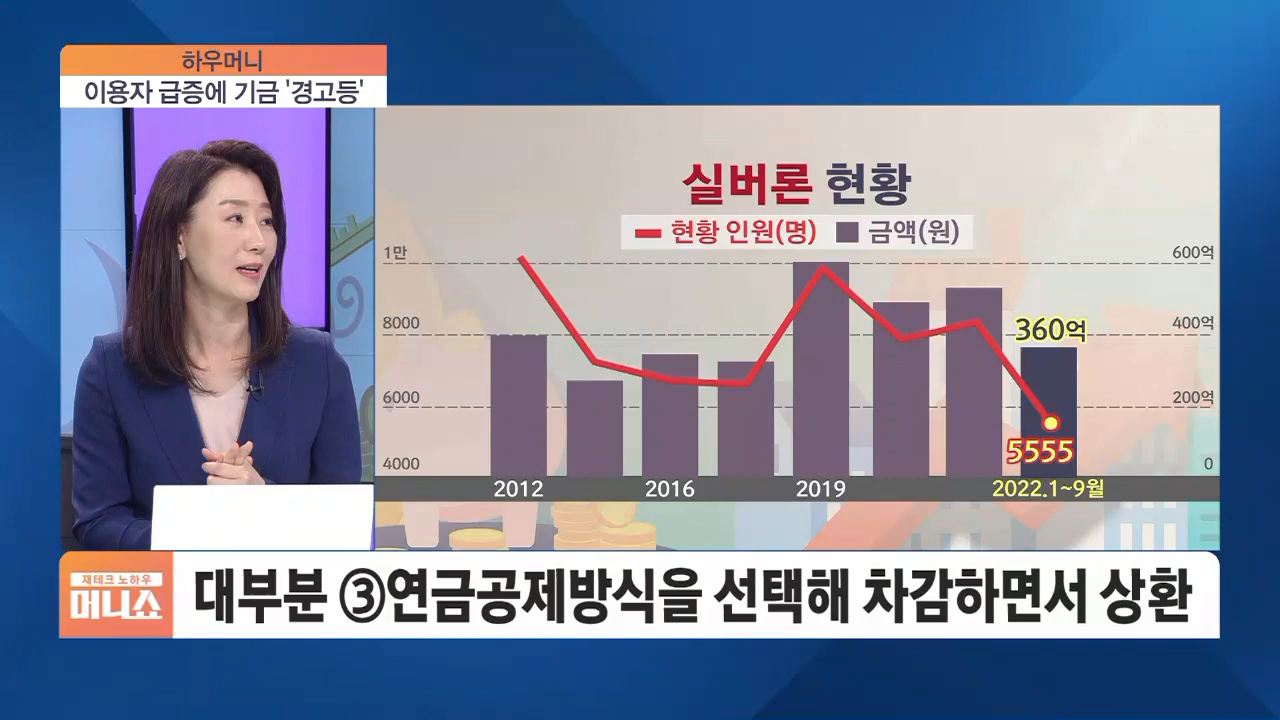 하우머니
이용자 급증에 기금 '경고등'
실버론 현황
현황 인원(명) 금액(원)
1만 600억
8000 400억
360억
6000 200억
5555
4000 0
2012 2016 2019 2022.1~9월
재테크 노하우
머니쇼
대부분 ③연금공제방식을 선택해 차감하면서 상환